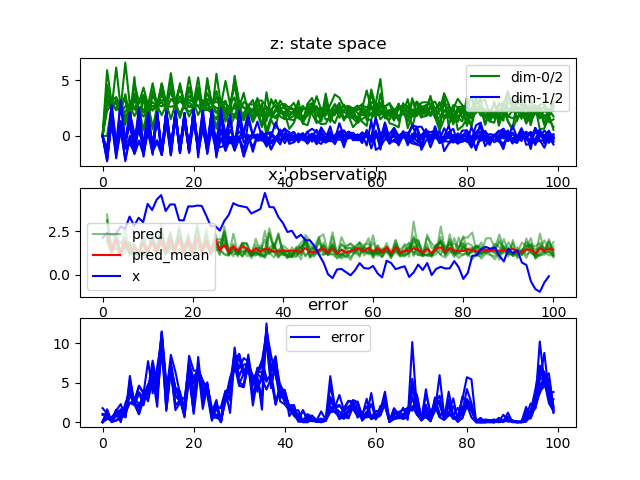 z: state space
5
0
dim-0/2
dim-1/2
0 20 40 60 80 100
x: observation
2.5
0.0
pred
pred_mean
x
0 20 40 60 80 100
error
10
5
0
error
0 20 40 60 80 100